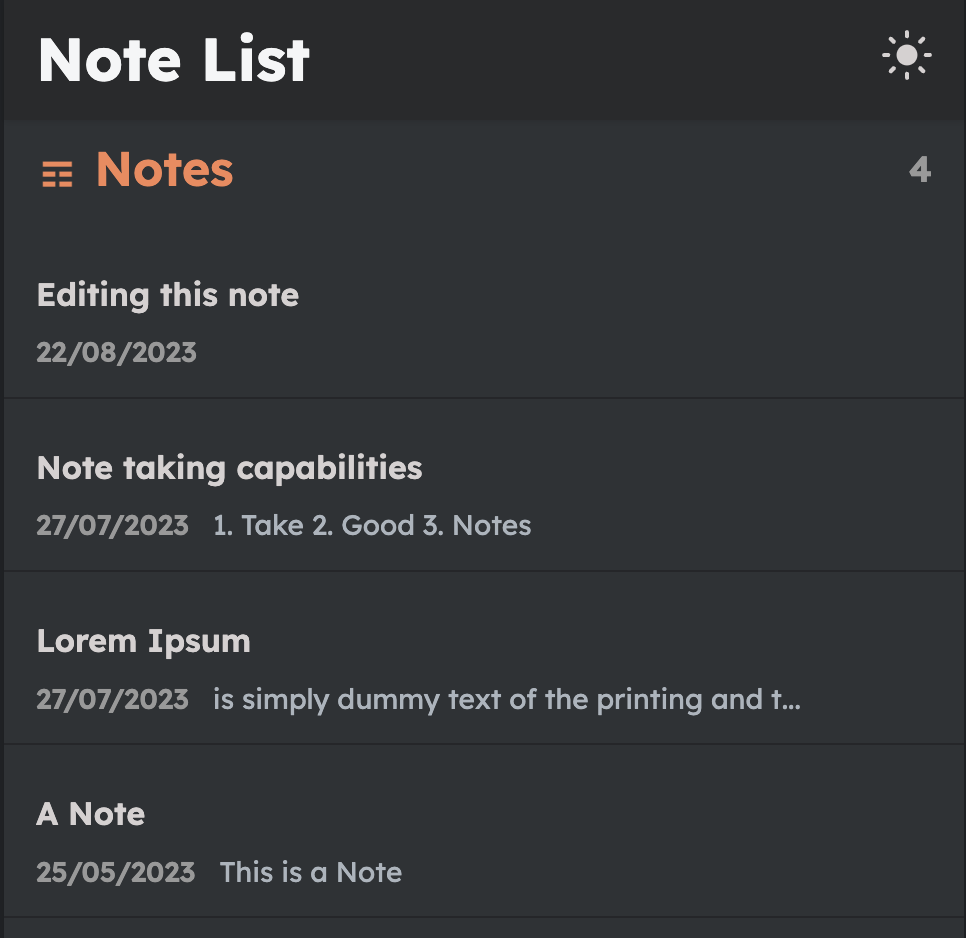 Note List
Notes 4
Editing this note
22/08/2023
Note taking capabilities
27/07/2023 1. Take 2. Good 3. Notes
Lorem Ipsum
27/07/2023 is simply dummy text of the printing and t...
A Note
25/05/2023 This is a Note